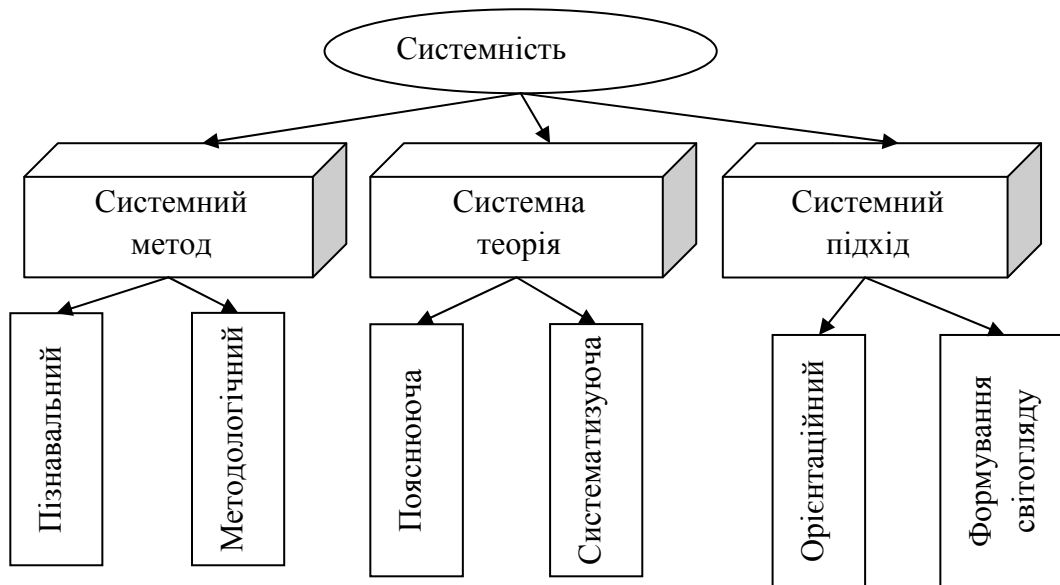 Системність
Системний
метод
Системна
теорія
Системний
підхід
Пізнавальний
Методологічний
Пояснююча
Систематизуюча
Орієнтаційний
Формування
світогляду